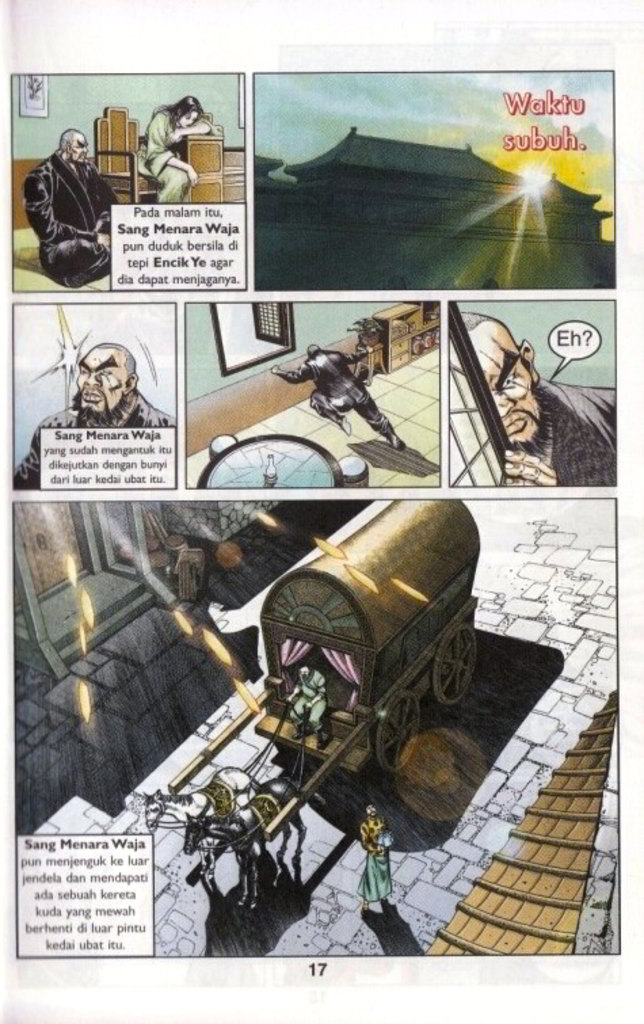 Pada malam itu,
Sang Menara Waja
pun duduk bersila di
tepi Encik Ye agar
dia dapat menjaganya.
Waktu
subuh.
Sang Menara Waja
yang sudah mengantuk itu
dikejutkan dengan bunyi
dari luar kedai ubat itu.
Eh?
Sang Menara Waja
pun menjenguk ke luar
jendela dan mendapati
ada sebuah kereta
kuda yang mewah
berhenti di luar pintu
kedai ubat itu.
17